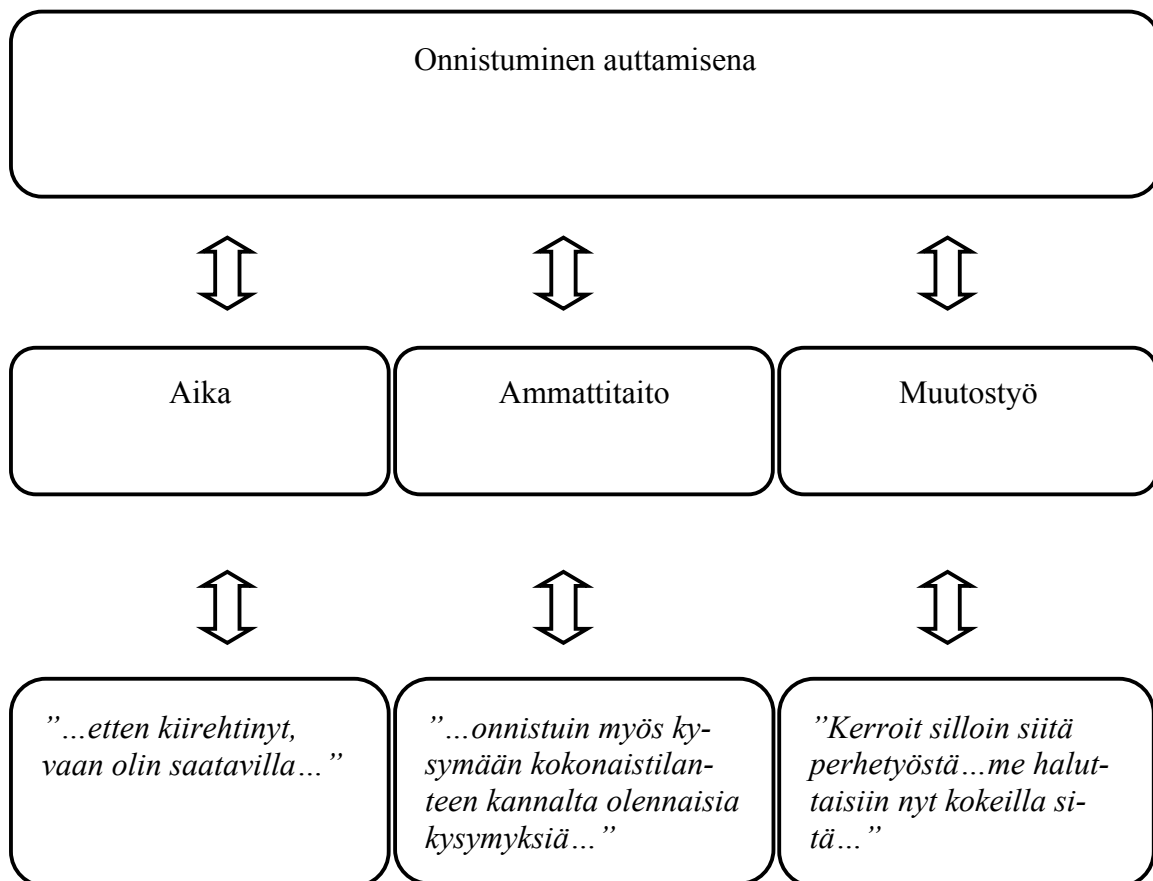 Onnistuminen auttamisena
Aika
Ammattitaito
Muutostyö
”…etten kiirehtinyt,
vaan olin saatavilla…”
”…onnistuin myös ky-
symään kokonaistilan-
teen kannalta olennaisia
kysymyksiä…”
”Kerroit silloin siitä
perhetyöstä…me halut-
taisiin nyt kokeilla si-
tä…”